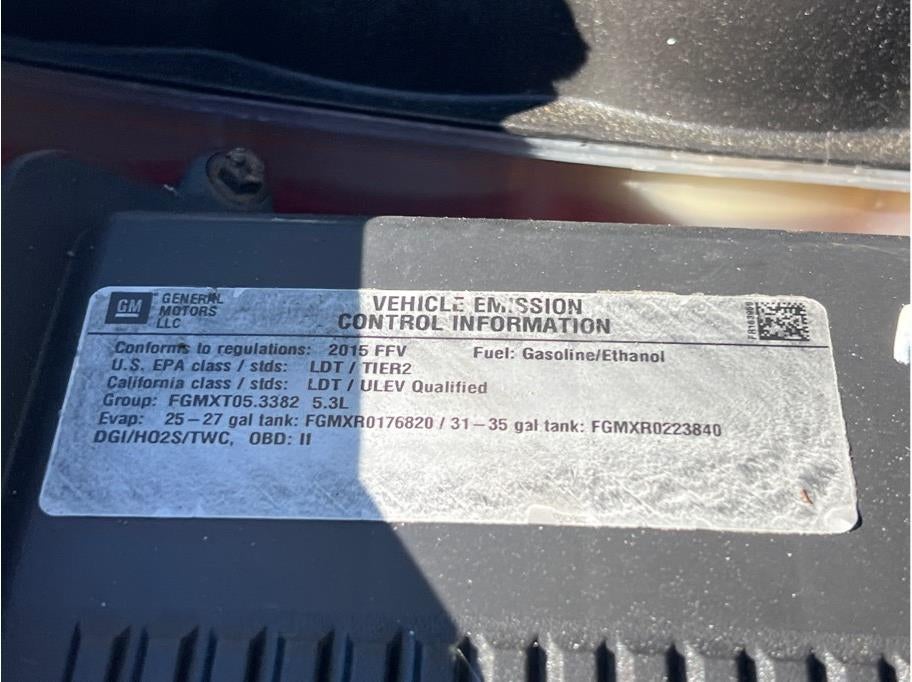 GM GENERAL MOTORS LLC
VEHICLE EMISSION
CONTROL INFORMATION
Conforms to regulations: 2015 FFV Fuel: Gasoline/Ethanol
U.S. EPA class / stds: LDT / TIER2
California class / stds: LDT / ULEV Qualified
Group: FGMXT05.3382 5.3L
Evap: 25-27 gal tank: FGMXR0176820 / 31-35 gal tank: FGMXR0223840
DGI/HO2S/TWC, OBD: II